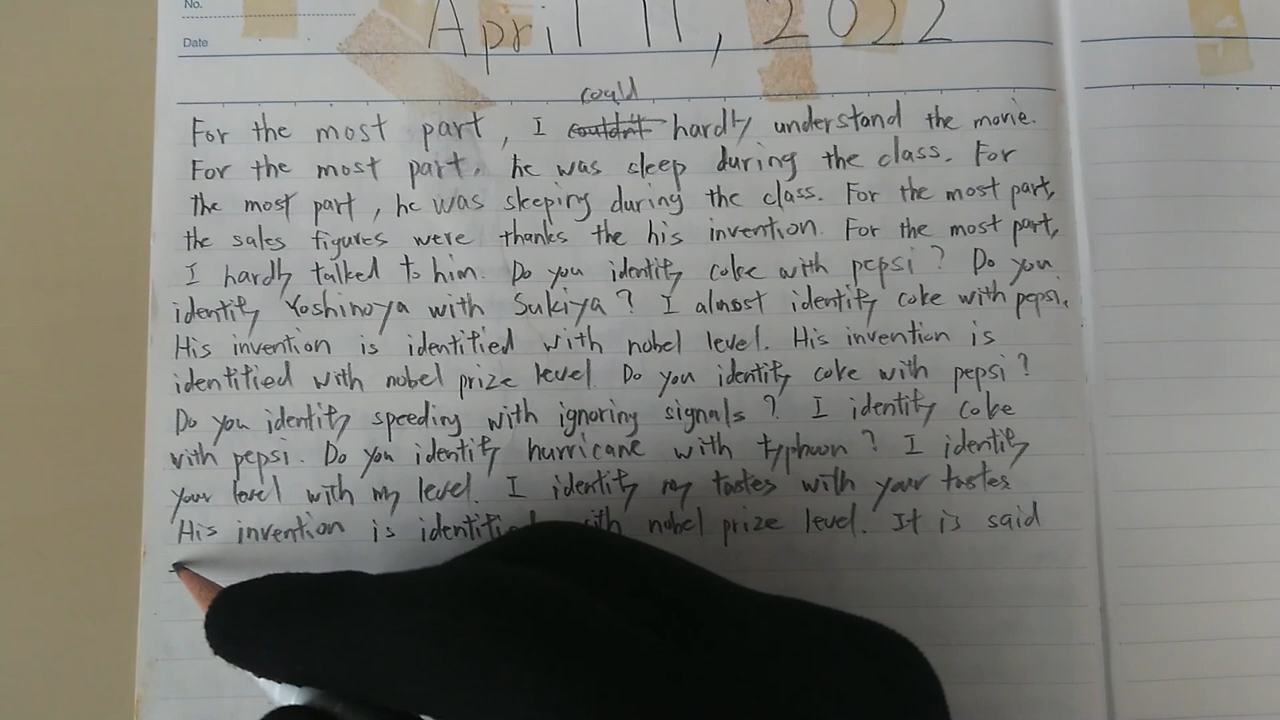 No.
Date
April 11, 2022
could
For the most part, I couldn't hardly understand the movie.
For the most part, he was sleep during the class. For
the most part, he was sleeping during the class. For the most part,
the sales figures were thanks the his invention. For the most part,
I hardly talked to him. Do you identify coke with pepsi? Do you
identify Yoshinoya with Sukiya? I almost identify coke with pepsi.
His invention is identified with nobel level. His invention is
identified with nobel prize level. Do you identify coke with pepsi?
Do you identify speeding with ignoring signals? I identify coke
with pepsi. Do you identify hurricane with typhoon? I identify
your level with my level. I identify my tastes with your tastes
His invention is with nobel prize level. It is said